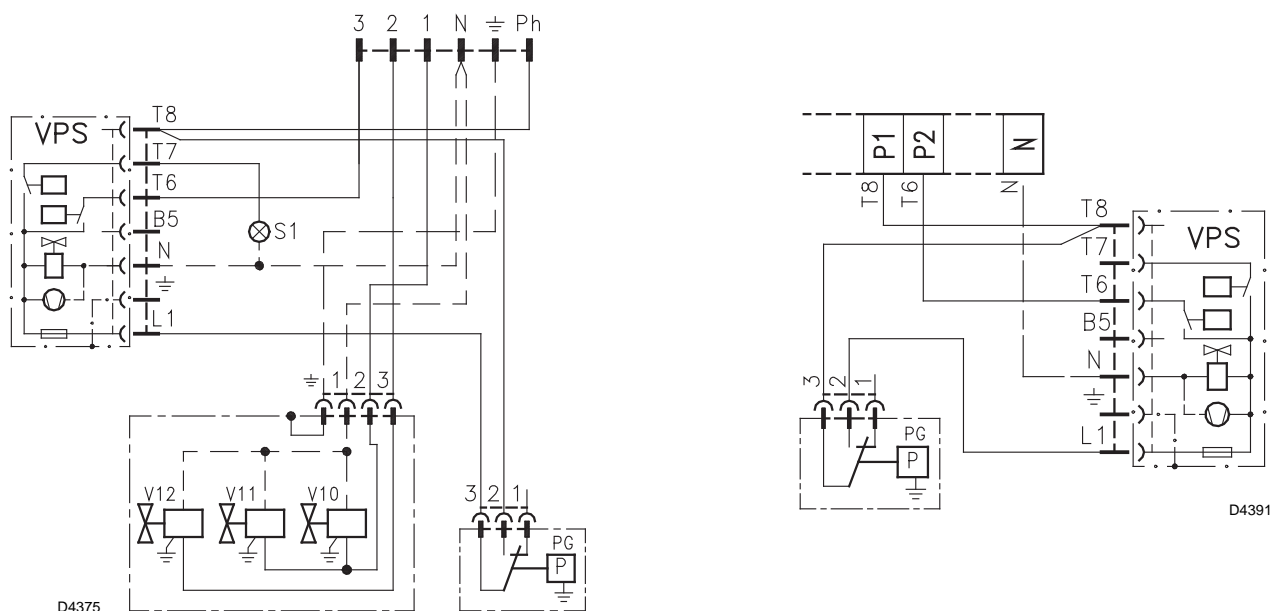 3 2 1 N Ph
VPS
T8
T7
T6
B5
N
L1
S1
1 2 3
V12 V11 V10
3 2 1
PG
P
D4375
P1 P2 N
T8 T6 N
T8
T7
T6
B5
N
L1
VPS
3 2 1
PG
P
D4391